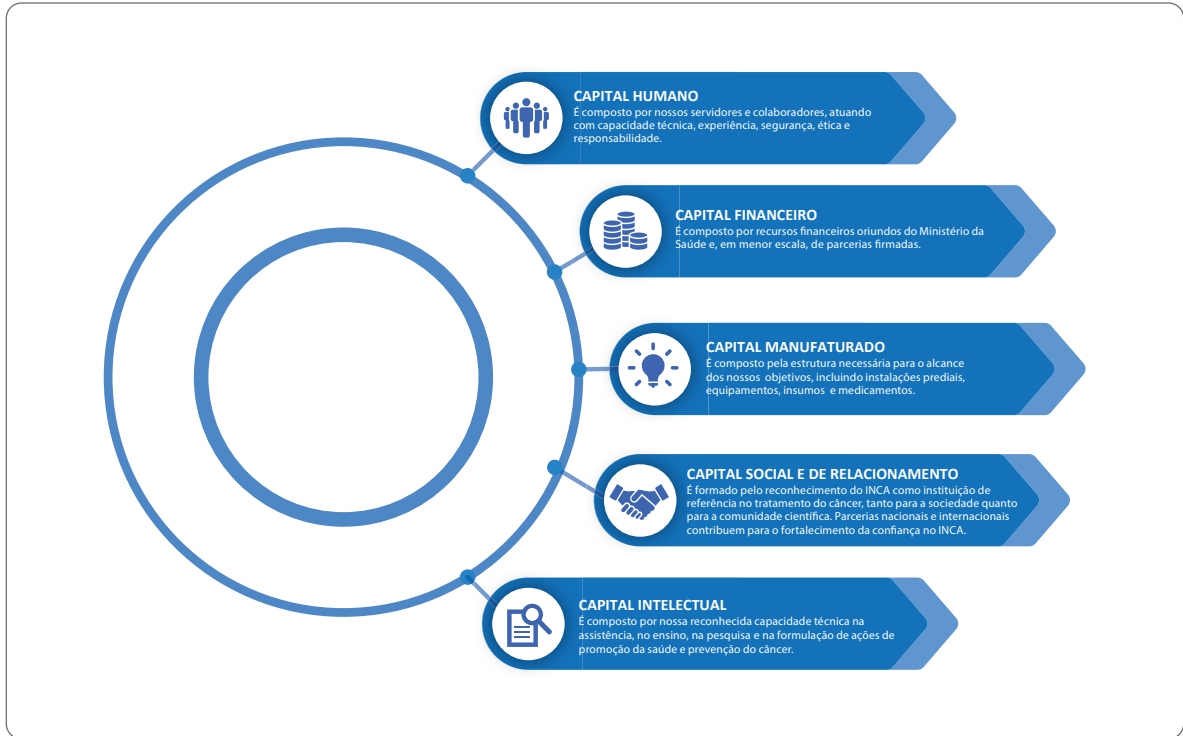 CAPITAL HUMANO
É composto por nossos servidores e colaboradores, atuando
com capacidade técnica, experiência, segurança, ética e
responsabilidade.
CAPITAL FINANCEIRO
É composto por recursos financeiros oriundos do Ministério da
Saúde e, em menor escala, de parcerias firmadas.
CAPITAL MANUFATURADO
É composto pela estrutura necessária para o alcance
dos nossos objetivos, incluindo instalações prediais,
equipamentos, insumos e medicamentos.
CAPITAL SOCIAL E DE RELACIONAMENTO
É formado pelo reconhecimento do INCA como instituição de
referência no tratamento do câncer, tanto para a sociedade quanto
para a comunidade científica. Parcerias nacionais e internacionais
contribuem para o fortalecimento da confiança no INCA.
CAPITAL INTELECTUAL
É composto por nossa reconhecida capacidade técnica na
assistência, no ensino, na pesquisa e na formulação de ações de
promoção da saúde e prevenção do câncer.